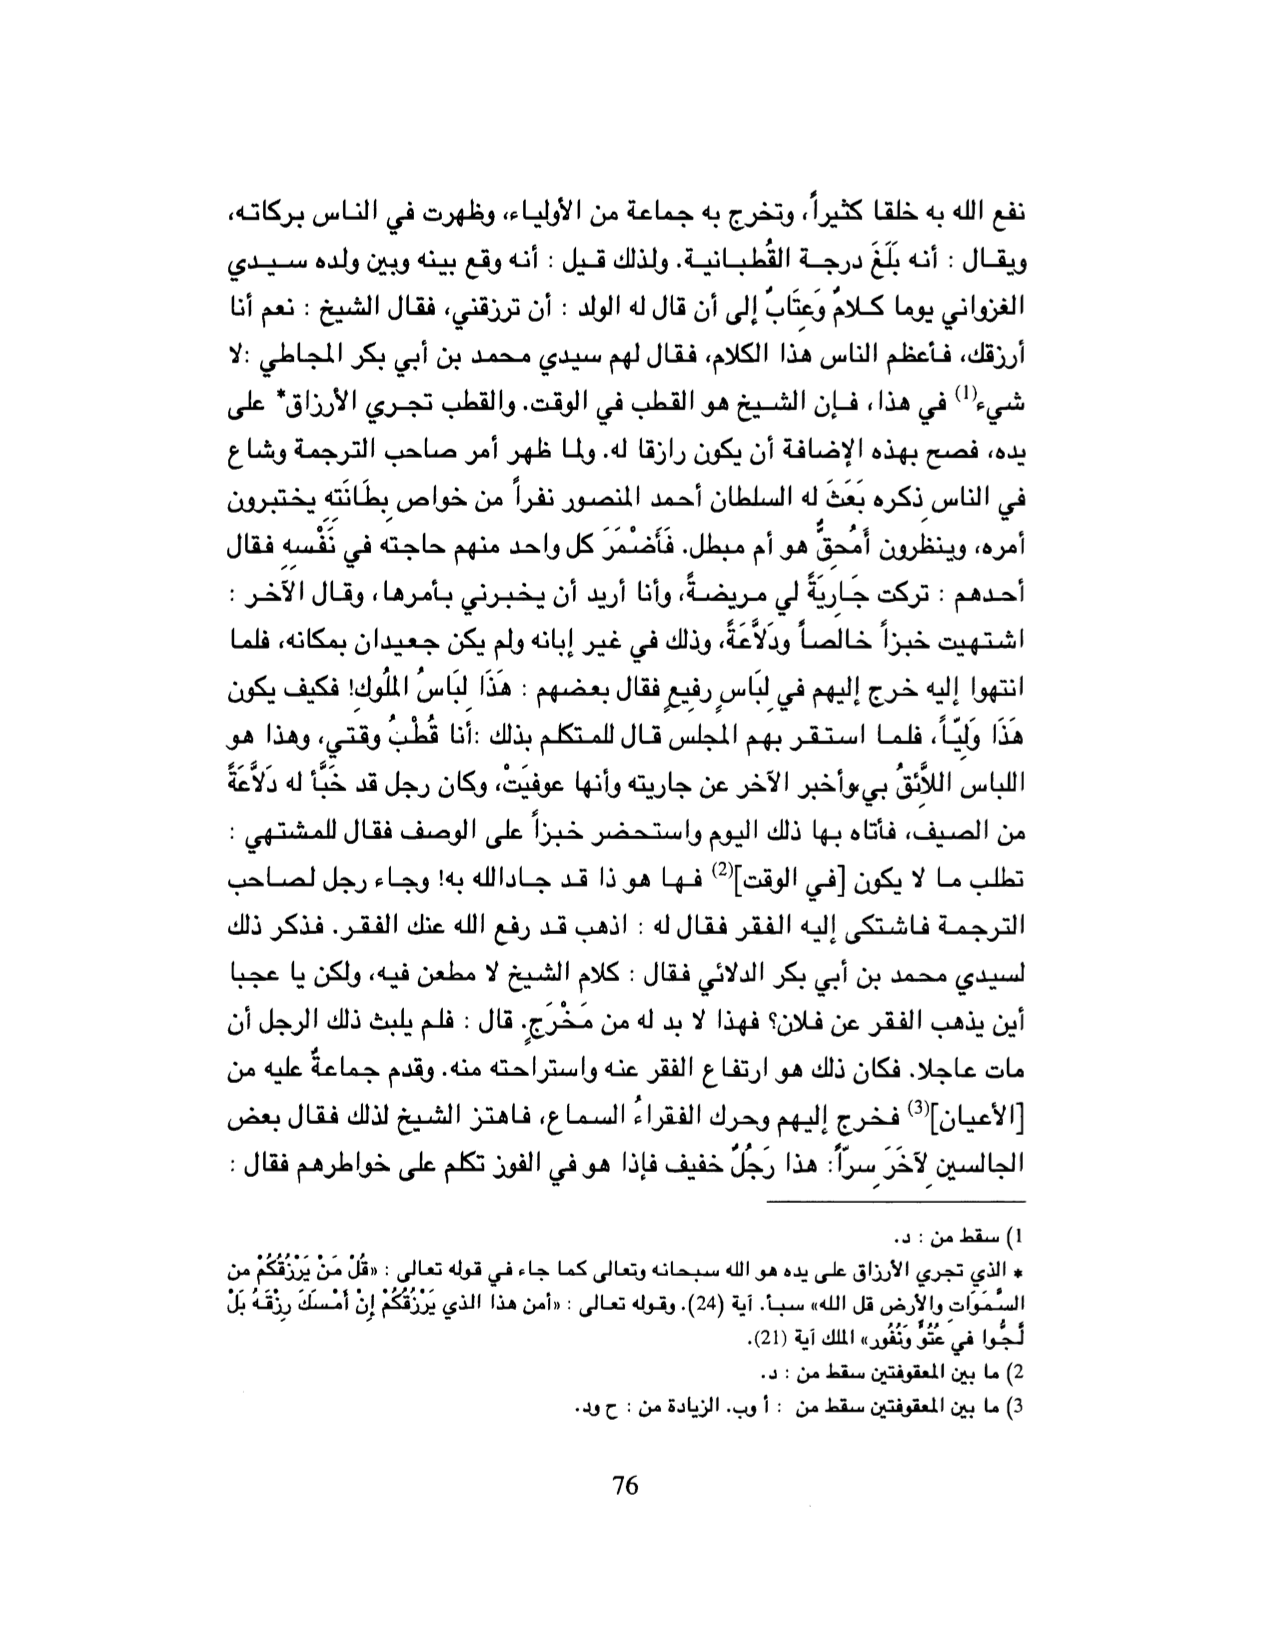 نفع الله به خلقا كثيراً، وتخرج به جماعة من الأولياء، وظهرت في الناس بركاته،
ويقال : أنه بَلَغَ درجة القُطبانية. ولذلك قيل : أنه وقع بينه وبين ولده سيدي
الغزواني يوما كلامٌ وَعِتَابٌ إلى أن قال له الولد : أن ترزقني، فقال الشيخ : نعم أنا
أرزقك، فأعظم الناس هذا الكلام، فقال لهم سيدي محمد بن أبي بكر المجاطي :لا
شيء(1) في هذا، فإن الشيخ هو القطب في الوقت. والقطب تجري الأرزاق* على
يده، فصح بهذه الإضافة أن يكون رازقا له. ولما ظهر أمر صاحب الترجمة وشاع
في الناس ذكره بَعَثَ له السلطان أحمد المنصور نفراً من خواص بِطَانَتِه يختبرون
أمره، وينظرون أَمُحِقٌّ هو أم مبطل. فَأَضْمَرَ كل واحد منهم حاجته في نَفْسِهِ فقال
أحدهم : تركت جَارِيَةً لي مريضةً، وأنا أريد أن يخبرني بأمرها، وقال الآخر :
اشتهيت خبزاً خالصاً ودَلاَّعَةً، وذلك في غير إبانه ولم يكن جعيدان بمكانه، فلما
انتهوا إليه خرج إليهم في لِبَاسٍ رفيعٍ فقال بعضهم : هَذَا لِبَاسُ المُلُوكِ! فكيف يكون
هَذَا وَلِيّاً، فلما استقر بهم المجلس قال للمتكلم بذلك :أنا قُطْبُ وقتي، وهذا هو
اللباس اللاَّئِقُ بي،وأخبر الآخر عن جاريته وأنها عوفِيَتْ، وكان رجل قد خَبَّأ له دَلاَّعَةً
من الصيف، فأتاه بها ذلك اليوم واستحضر خبزاً على الوصف فقال للمشتهي :
تطلب ما لا يكون [في الوقت](2) فها هو ذا قد جادالله به! وجاء رجل لصاحب
الترجمة فاشتكى إليه الفقر فقال له : اذهب قد رفع الله عنك الفقر. فذكر ذلك
لسيدي محمد بن أبي بكر الدلائي فقال : كلام الشيخ لا مطعن فيه، ولكن يا عجبا
أين يذهب الفقر عن فلان؟ فهذا لا بد له من مَخْرَجٍ. قال : فلم يلبث ذلك الرجل أن
مات عاجلا. فكان ذلك هو ارتفاع الفقر عنه واستراحته منه. وقدم جماعةٌ عليه من
[الأعيان](3) فخرج إليهم وحرك الفقراءُ السماع، فاهتز الشيخ لذلك فقال بعض
الجالسين لآخَرَ سِرّاً: هذا رَجُلٌ خفيف فإذا هو في الفوز تكلم على خواطرهم فقال :
1) سقط من : د.
* الذي تجري الأرزاق على يده هو الله سبحانه وتعالى كما جاء في قوله تعالى : «قُلْ مَنْ يَرْزُقُكُمْ من
السَّمَوَاتِ والأرضِ قل الله» سبأ. آية (24). وقوله تعالى : «أمن هذا الذي يَرْزُقُكُمْ إِنْ أَمْسَكَ رِزْقَهُ بَلْ
لَجُّوا في عُتُوٍّ وَنُفُورٍ» الملك آية (21).
2) ما بين المعقوفتين سقط من : د.
3) ما بين المعقوفتين سقط من : أ وب. الزيادة من : ح ود.
76